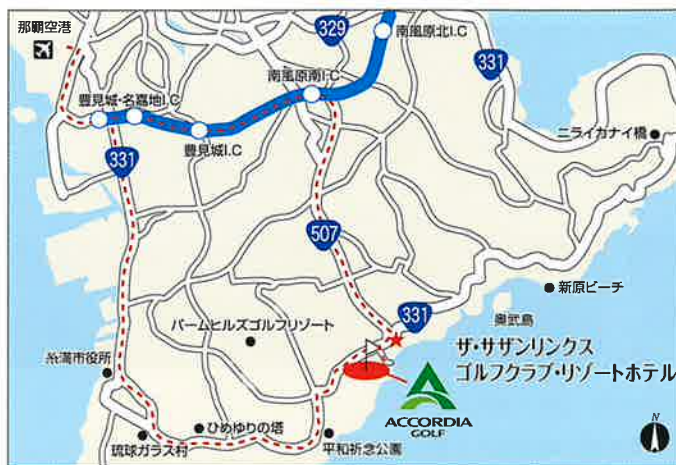 那覇空港
329
南風原北I.C
331
南風原南I・C
豊見城・名嘉地I.C
豊見城I.C
ニライカナイ橋
331
507
新原ビーチ
331
奥武島
パームヒルズゴルフリゾート
ザ・サザンリンクス
ゴルフクラブ・リゾートホテル
糸満市役所
ACCORDIA
GOLF
ひめゆりの塔
琉球ガラス村
平和祈念公園
N